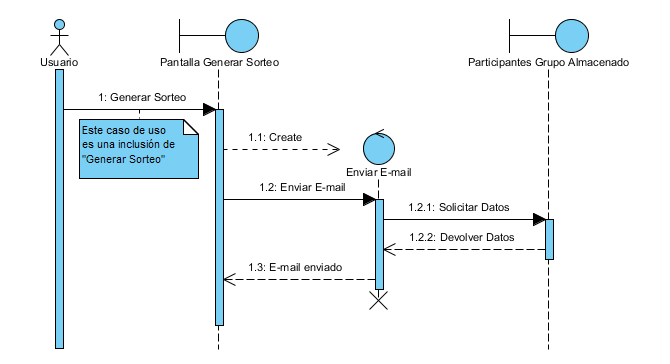 Usuario
Pantalla Generar Sorteo
Participantes Grupo Almacenado
1: Generar Sorteo
Este caso de uso
es una inclusión de
"Generar Sorteo"
1.1: Create
Enviar E-mail
1.2: Enviar E-mail
1.2.1: Solicitar Datos
1.2.2: Devolver Datos
1.3: E-mail enviado